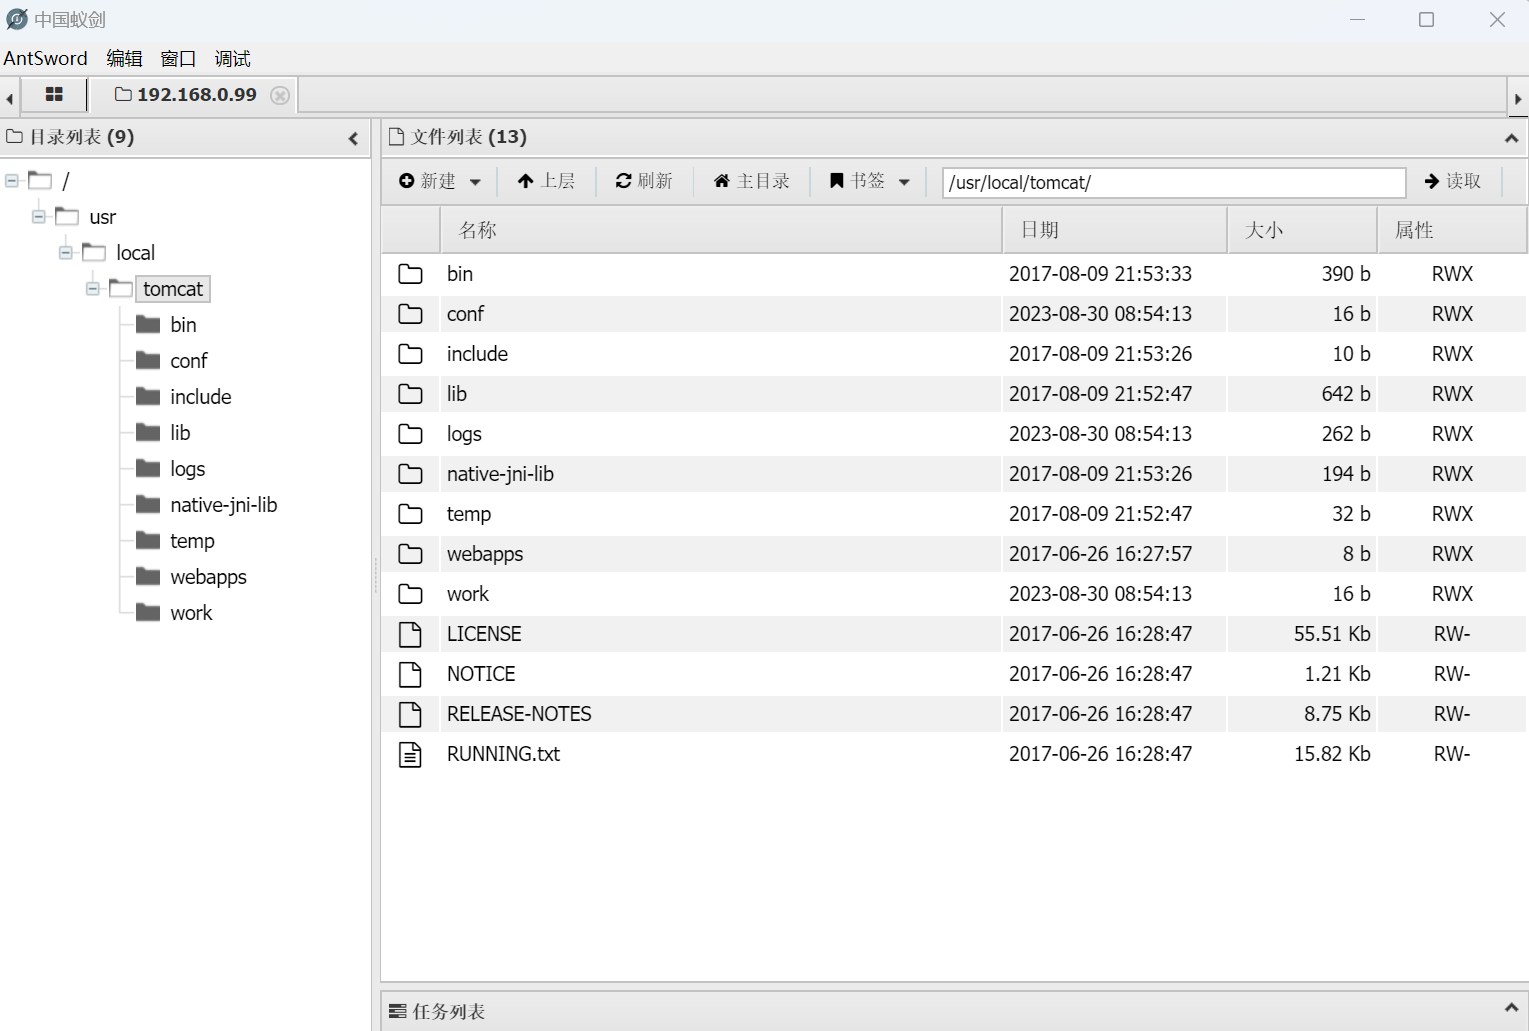 中国蚁剑
AntSword 编辑 窗口 调试
192.168.0.99
目录列表 (9)
/
usr
local
tomcat
bin
conf
include
lib
logs
native-jni-lib
temp
webapps
work
文件列表 (13)
新建 上层 刷新 主目录 书签 /usr/local/tomcat/ 读取
名称 日期 大小 属性
bin 2017-08-09 21:53:33 390 b RWX
conf 2023-08-30 08:54:13 16 b RWX
include 2017-08-09 21:53:26 10 b RWX
lib 2017-08-09 21:52:47 642 b RWX
logs 2023-08-30 08:54:13 262 b RWX
native-jni-lib 2017-08-09 21:53:26 194 b RWX
temp 2017-08-09 21:52:47 32 b RWX
webapps 2017-06-26 16:27:57 8 b RWX
work 2023-08-30 08:54:13 16 b RWX
LICENSE 2017-06-26 16:28:47 55.51 Kb RW-
NOTICE 2017-06-26 16:28:47 1.21 Kb RW-
RELEASE-NOTES 2017-06-26 16:28:47 8.75 Kb RW-
RUNNING.txt 2017-06-26 16:28:47 15.82 Kb RW-
任务列表